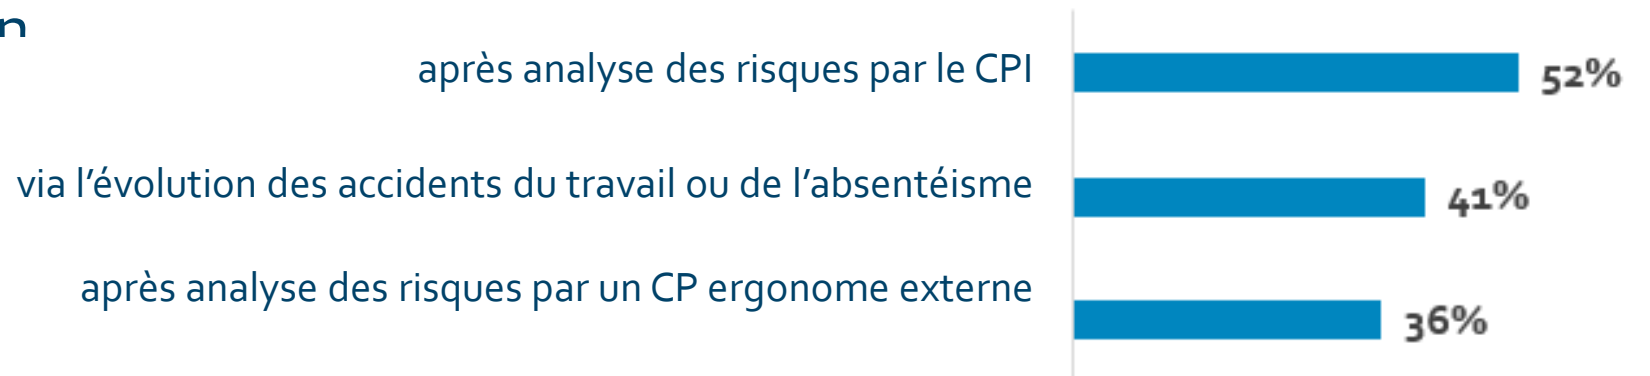 après analyse des risques par le CPI 52%
via l’évolution des accidents du travail ou de l’absentéisme 41%
après analyse des risques par un CP ergonome externe 36%